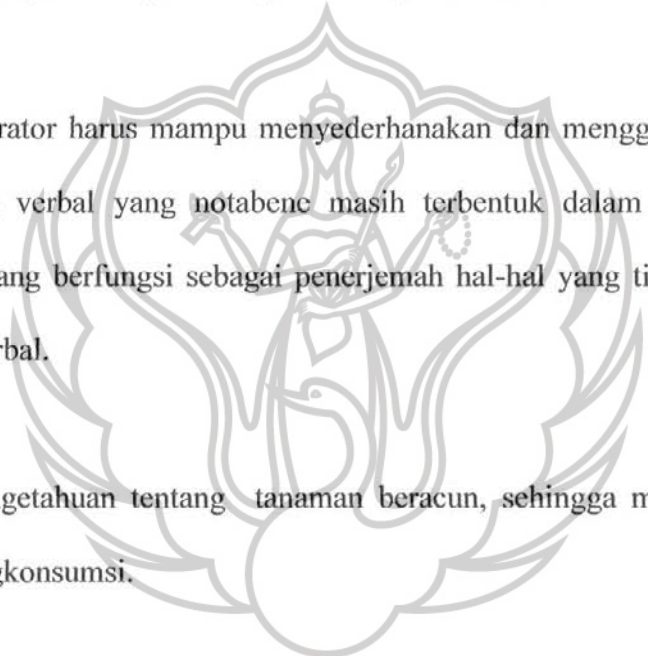 rator harus mampu menyederhanakan dan mengg
verbal yang notabene masih terbentuk dalam
ang berfungsi sebagai penerjemah hal-hal yang ti
rbal.
getahuan tentang tanaman beracun, sehingga m
gkonsumsi.